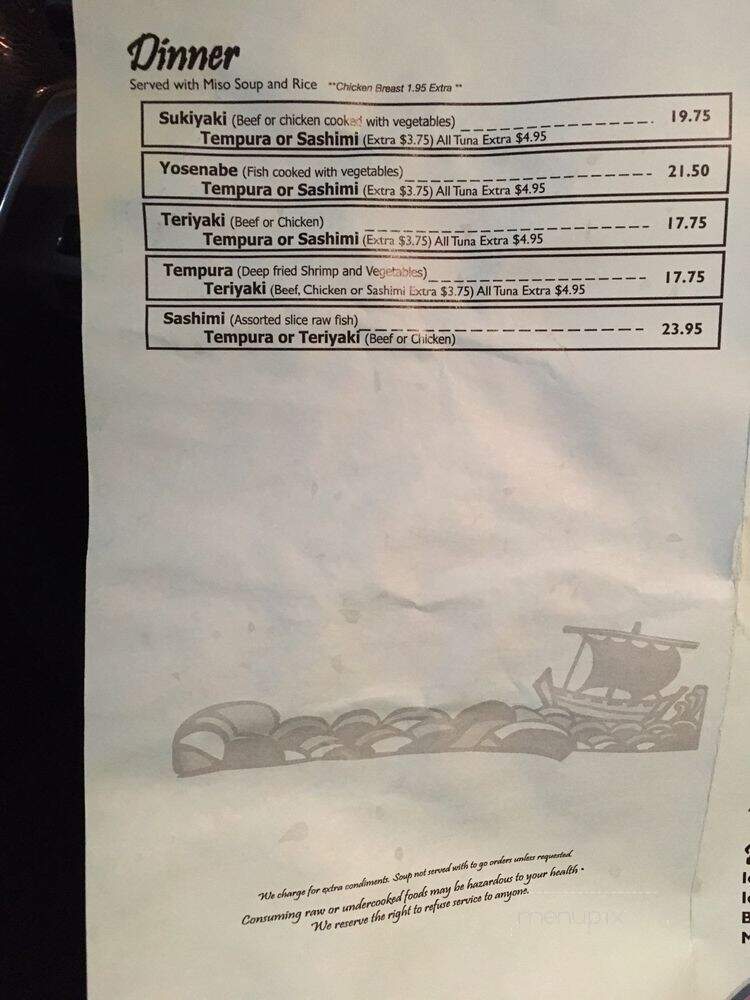 Dinner
Served with Miso Soup and Rice **Chicken Breast 1.95 Extra **
Sukiyaki (Beef or chicken cooked with vegetables) 19.75
Tempura or Sashimi (Extra $3.75) All Tuna Extra $4.95
Yosenabe (Fish cooked with vegetables) 21.50
Tempura or Sashimi (Extra $3.75) All Tuna Extra $4.95
Teriyaki (Beef or Chicken) 17.75
Tempura or Sashimi (Extra $3.75) All Tuna Extra $4.95
Tempura (Deep fried Shrimp and Vegetables) 17.75
Teriyaki (Beef, Chicken or Sashimi Extra $3.75) All Tuna Extra $4.95
Sashimi (Assorted slice raw fish) 23.95
Tempura or Teriyaki (Beef or Chicken)
We charge for extra condiments. Soup not served with to go orders unless requested.
Consuming raw or undercooked foods may be hazardous to your health.
We reserve the right to refuse service to anyone.
menupix